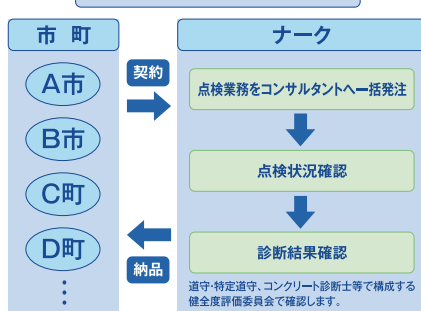 市 町
ナーク
A市
B市
C町
D町
⋮
契約
納品
点検業務をコンサルタントへ一括発注
点検状況確認
診断結果確認
道守・特定道守、コンクリート診断士等で構成する
健全度評価委員会で確認します。